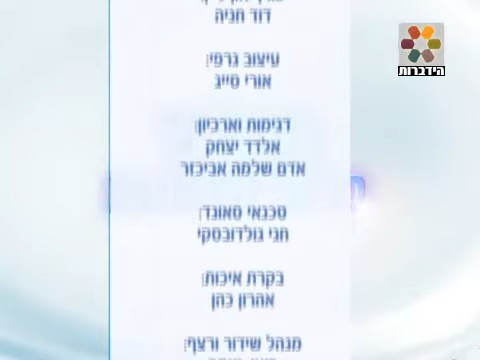 דוד חניה
עיצוב גרפי:
אורי סייג
דגימות וארכיון:
אלדד יצחק
אדם שלמה אביכזר
טכנאי סאונד:
חגי גולדובסקי
בקרת איכות:
אהרון כהן
מנהל שידור ורצף:
הידברות